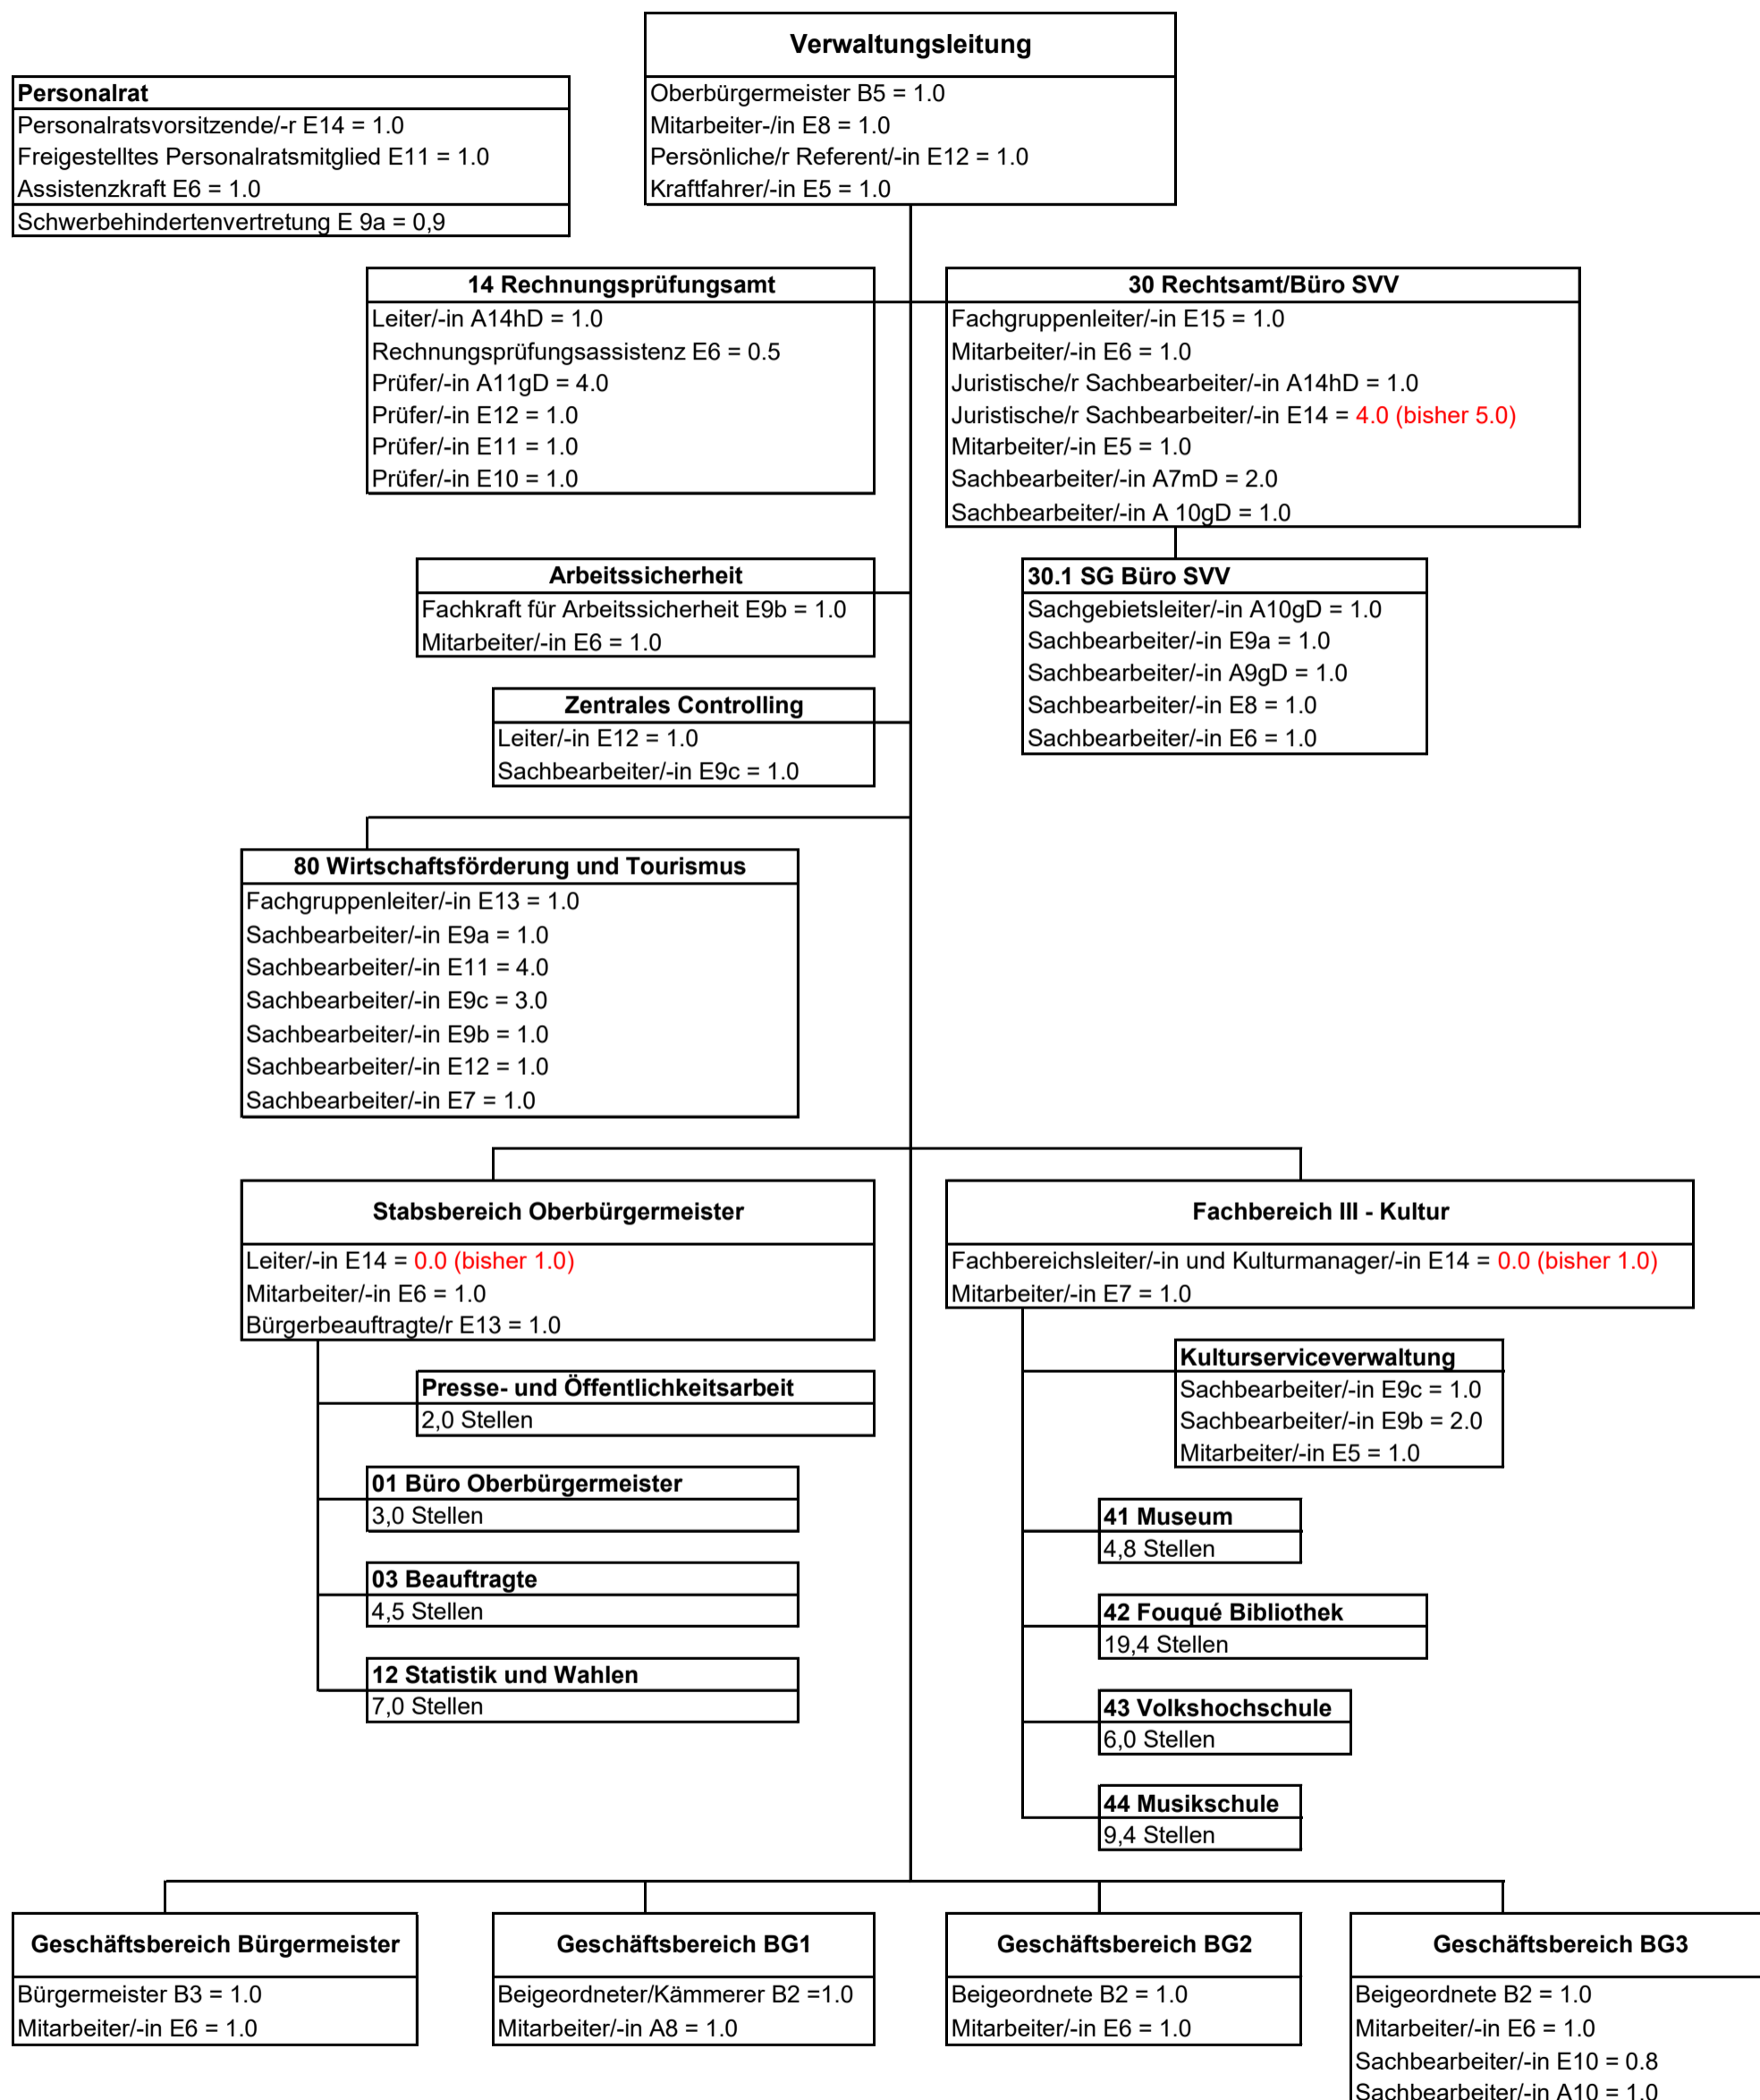 Verwaltungsleitung
Oberbürgermeister B5 = 1.0
Mitarbeiter-/in E8 = 1.0
Persönliche/r Referent/-in E12 = 1.0
Kraftfahrer/-in E5 = 1.0
Personalrat
Personalratsvorsitzende/-r E14 = 1.0
Freigestelltes Personalratsmitglied E11 = 1.0
Assistenzkraft E6 = 1.0
Schwerbehindertenvertretung E 9a = 0,9
14 Rechnungsprüfungsamt
Leiter/-in A14hD = 1.0
Rechnungsprüfungsassistenz E6 = 0.5
Prüfer/-in A11gD = 4.0
Prüfer/-in E12 = 1.0
Prüfer/-in E11 = 1.0
Prüfer/-in E10 = 1.0
30 Rechtsamt/Büro SVV
Fachgruppenleiter/-in E15 = 1.0
Mitarbeiter/-in E6 = 1.0
Juristische/r Sachbearbeiter/-in A14hD = 1.0
Juristische/r Sachbearbeiter/-in E14 = 4.0 (bisher 5.0)
Mitarbeiter/-in E5 = 1.0
Sachbearbeiter/-in A7mD = 2.0
Sachbearbeiter/-in A 10gD = 1.0
Arbeitssicherheit
Fachkraft für Arbeitssicherheit E9b = 1.0
Mitarbeiter/-in E6 = 1.0
30.1 SG Büro SVV
Sachgebietsleiter/-in A10gD = 1.0
Sachbearbeiter/-in E9a = 1.0
Sachbearbeiter/-in A9gD = 1.0
Sachbearbeiter/-in E8 = 1.0
Sachbearbeiter/-in E6 = 1.0
Zentrales Controlling
Leiter/-in E12 = 1.0
Sachbearbeiter/-in E9c = 1.0
80 Wirtschaftsförderung und Tourismus
Fachgruppenleiter/-in E13 = 1.0
Sachbearbeiter/-in E9a = 1.0
Sachbearbeiter/-in E11 = 4.0
Sachbearbeiter/-in E9c = 3.0
Sachbearbeiter/-in E9b = 1.0
Sachbearbeiter/-in E12 = 1.0
Sachbearbeiter/-in E7 = 1.0
Stabsbereich Oberbürgermeister
Leiter/-in E14 = 0.0 (bisher 1.0)
Mitarbeiter/-in E6 = 1.0
Bürgerbeauftragte/r E13 = 1.0
Presse- und Öffentlichkeitsarbeit
2,0 Stellen
01 Büro Oberbürgermeister
3,0 Stellen
03 Beauftragte
4,5 Stellen
12 Statistik und Wahlen
7,0 Stellen
Fachbereich III - Kultur
Fachbereichsleiter/-in und Kulturmanager/-in E14 = 0.0 (bisher 1.0)
Mitarbeiter/-in E7 = 1.0
Kulturserviceverwaltung
Sachbearbeiter/-in E9c = 1.0
Sachbearbeiter/-in E9b = 2.0
Mitarbeiter/-in E5 = 1.0
41 Museum
4,8 Stellen
42 Fouqué Bibliothek
19,4 Stellen
43 Volkshochschule
6,0 Stellen
44 Musikschule
9,4 Stellen
Geschäftsbereich Bürgermeister
Bürgermeister B3 = 1.0
Mitarbeiter/-in E6 = 1.0
Geschäftsbereich BG1
Beigeordneter/Kämmerer B2 =1.0
Mitarbeiter/-in A8 = 1.0
Geschäftsbereich BG2
Beigeordnete B2 = 1.0
Mitarbeiter/-in E6 = 1.0
Geschäftsbereich BG3
Beigeordnete B2 = 1.0
Mitarbeiter/-in E6 = 1.0
Sachbearbeiter/-in E10 = 0.8
Sachbearbeiter/-in A10 = 1.0